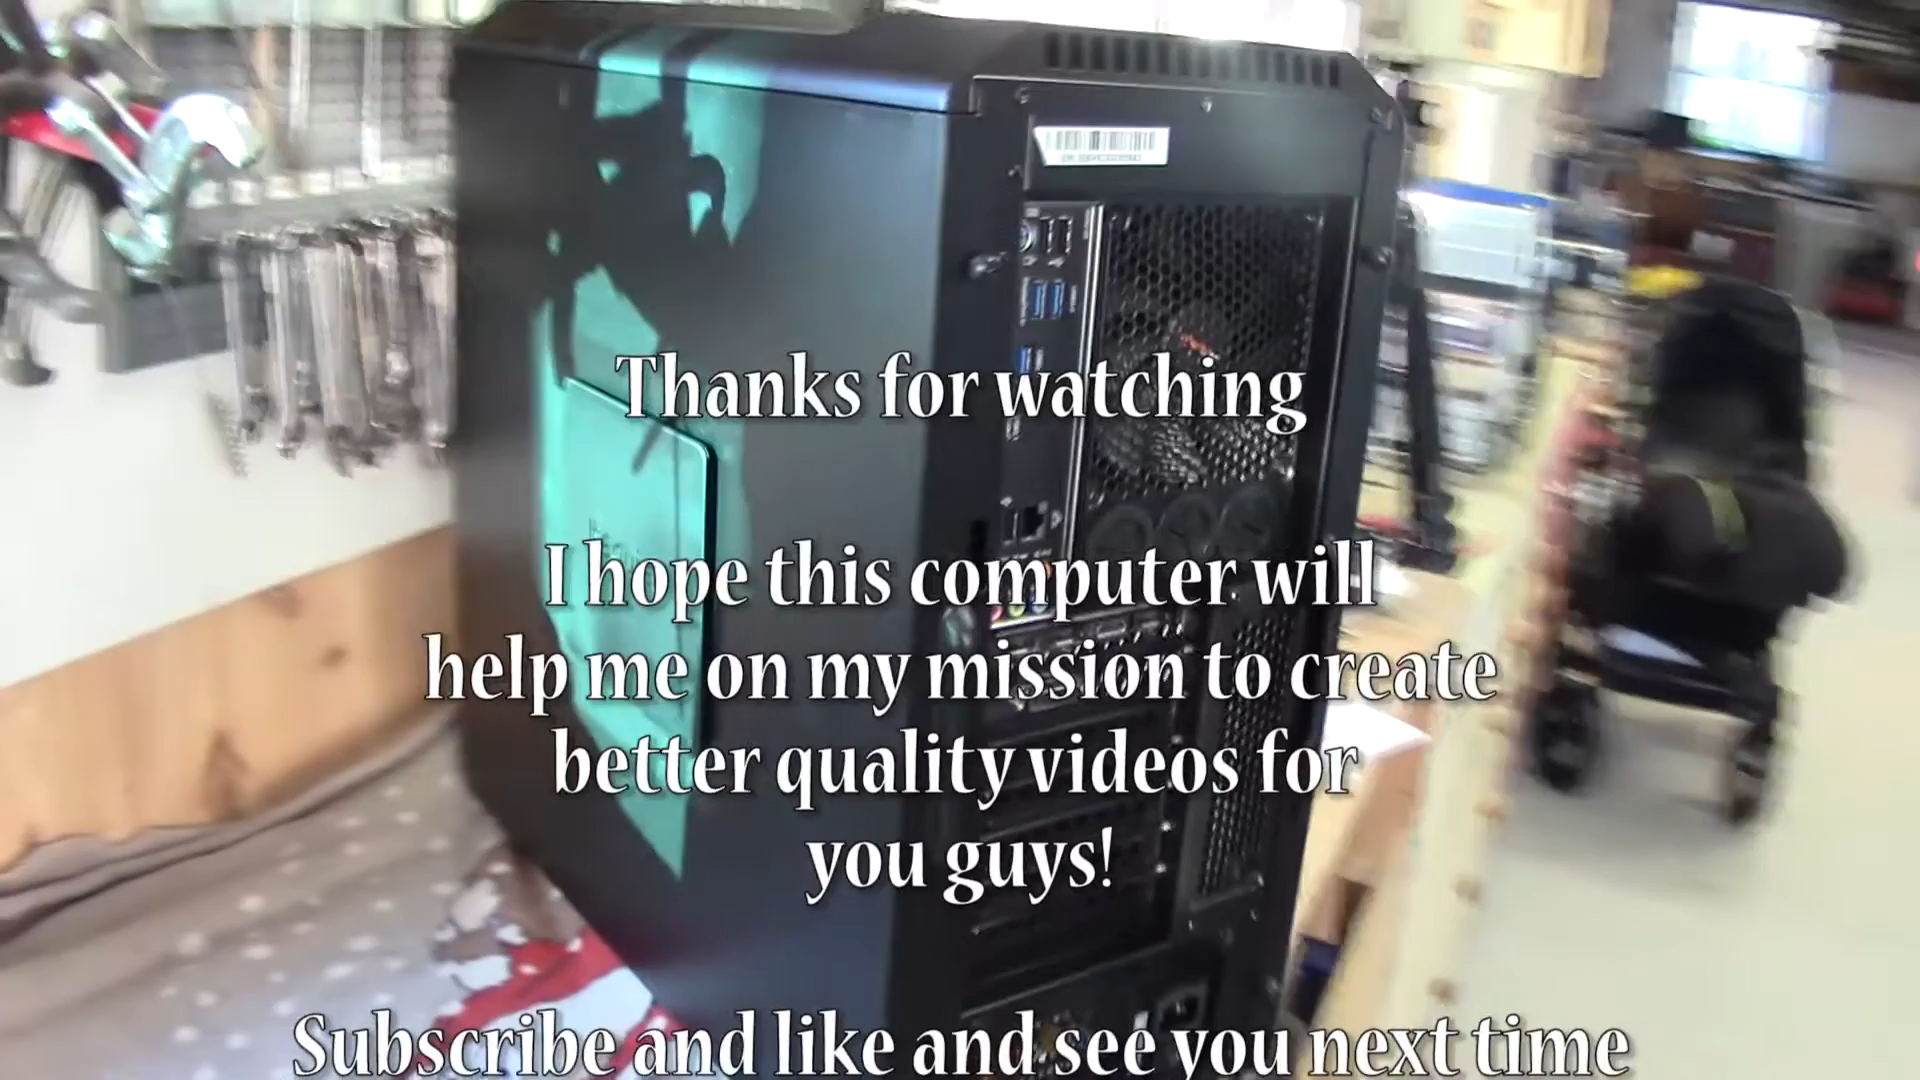 Thanks for watching
I hope this computer will
help me on my mission to create
better quality videos for
you guys!
Subscribe and like and see you next time